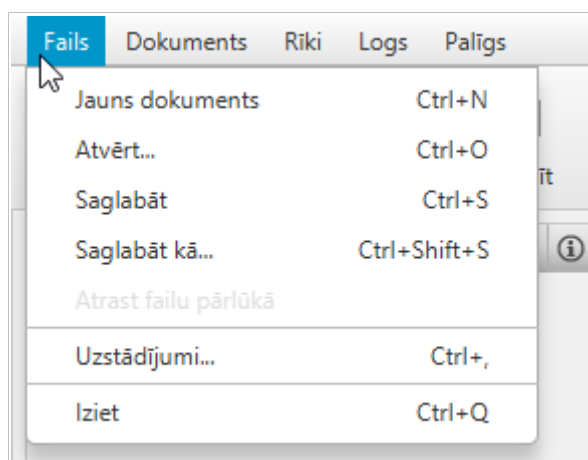 Fails Dokuments Rīki Logs Palīgs
Jauns dokuments Ctrl+N
Atvērt... Ctrl+O
īt
Saglabāt Ctrl+S
Saglabāt kā... Ctrl+Shift+S
Atrast failu pārlūkā
Uzstādījumi... Ctrl+,
Iziet Ctrl+Q